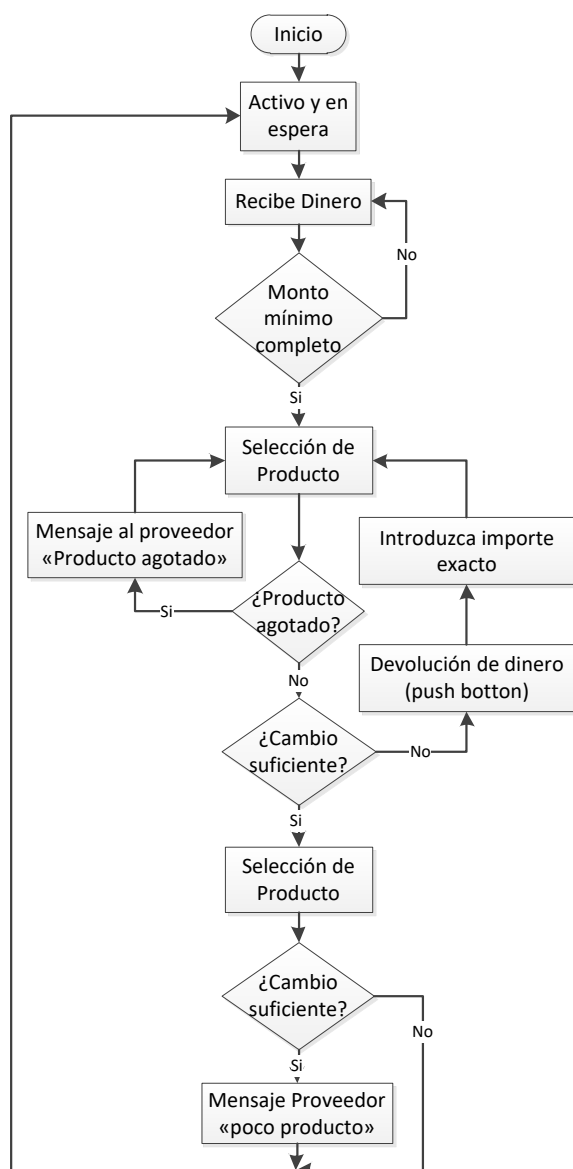 Inicio
Activo y en
espera
Recibe Dinero
No
Monto
mínimo
completo
Si
Selección de
Producto
Mensaje al proveedor
«Producto agotado»
Introduzca importe
exacto
¿Producto
agotado?
Si
No
Devolución de dinero
(push botton)
¿Cambio
suficiente?
No
Si
Selección de
Producto
¿Cambio
suficiente?
No
Si
Mensaje Proveedor
«poco producto»